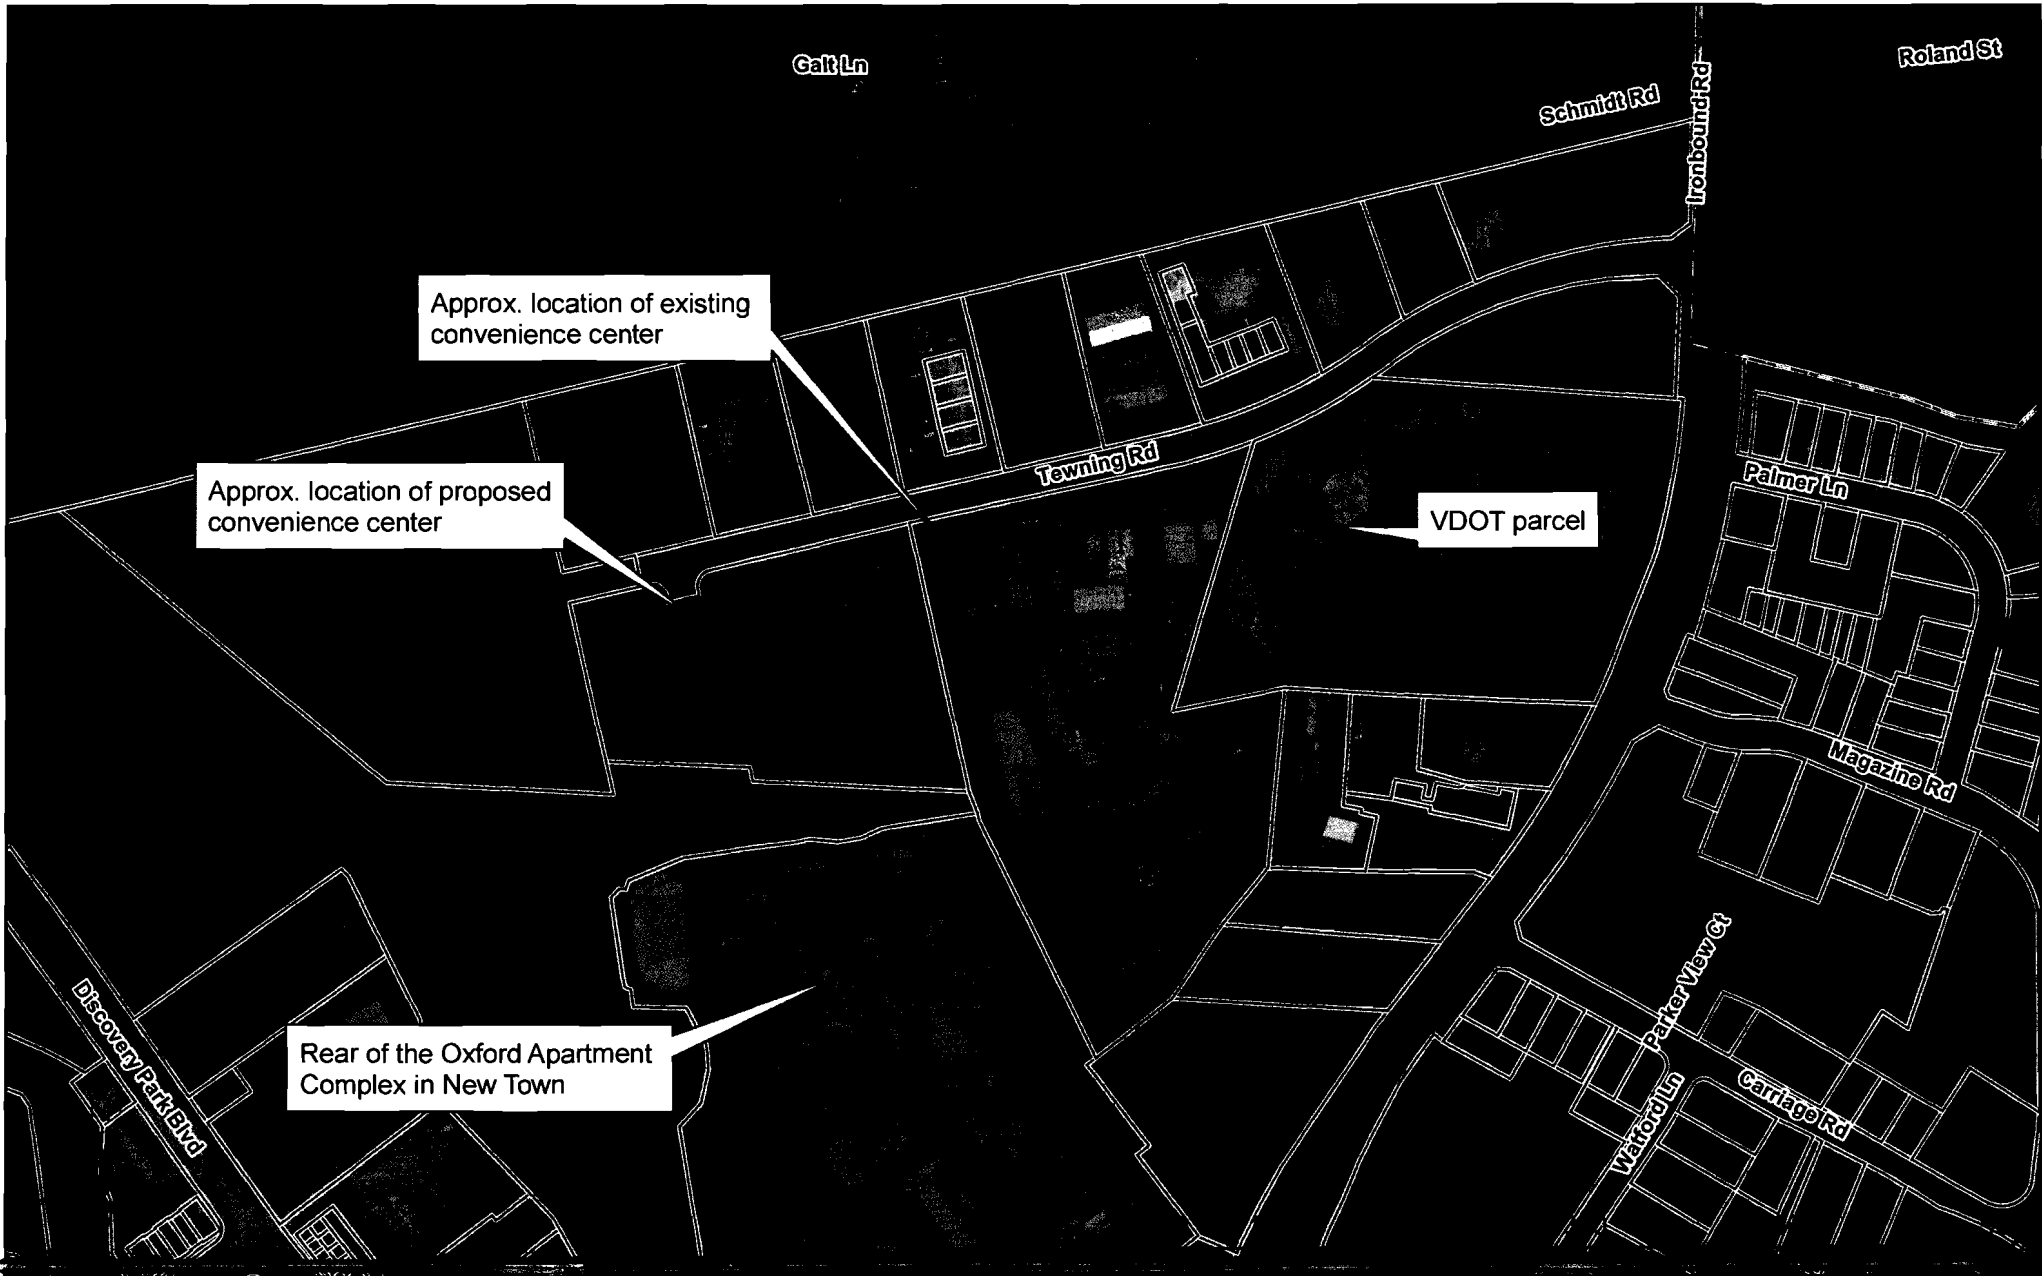 Galt Ln
Roland St
Schmidt Rd
Ironbound Rd
Approx. location of existing
convenience center
Tewning Rd
Approx. location of proposed
convenience center
VDOT parcel
Palmer Ln
Magazine Rd
Discovery Park Blvd
Rear of the Oxford Apartment
Complex in New Town
Parker View Ct
Watford Ln
Carriage Rd